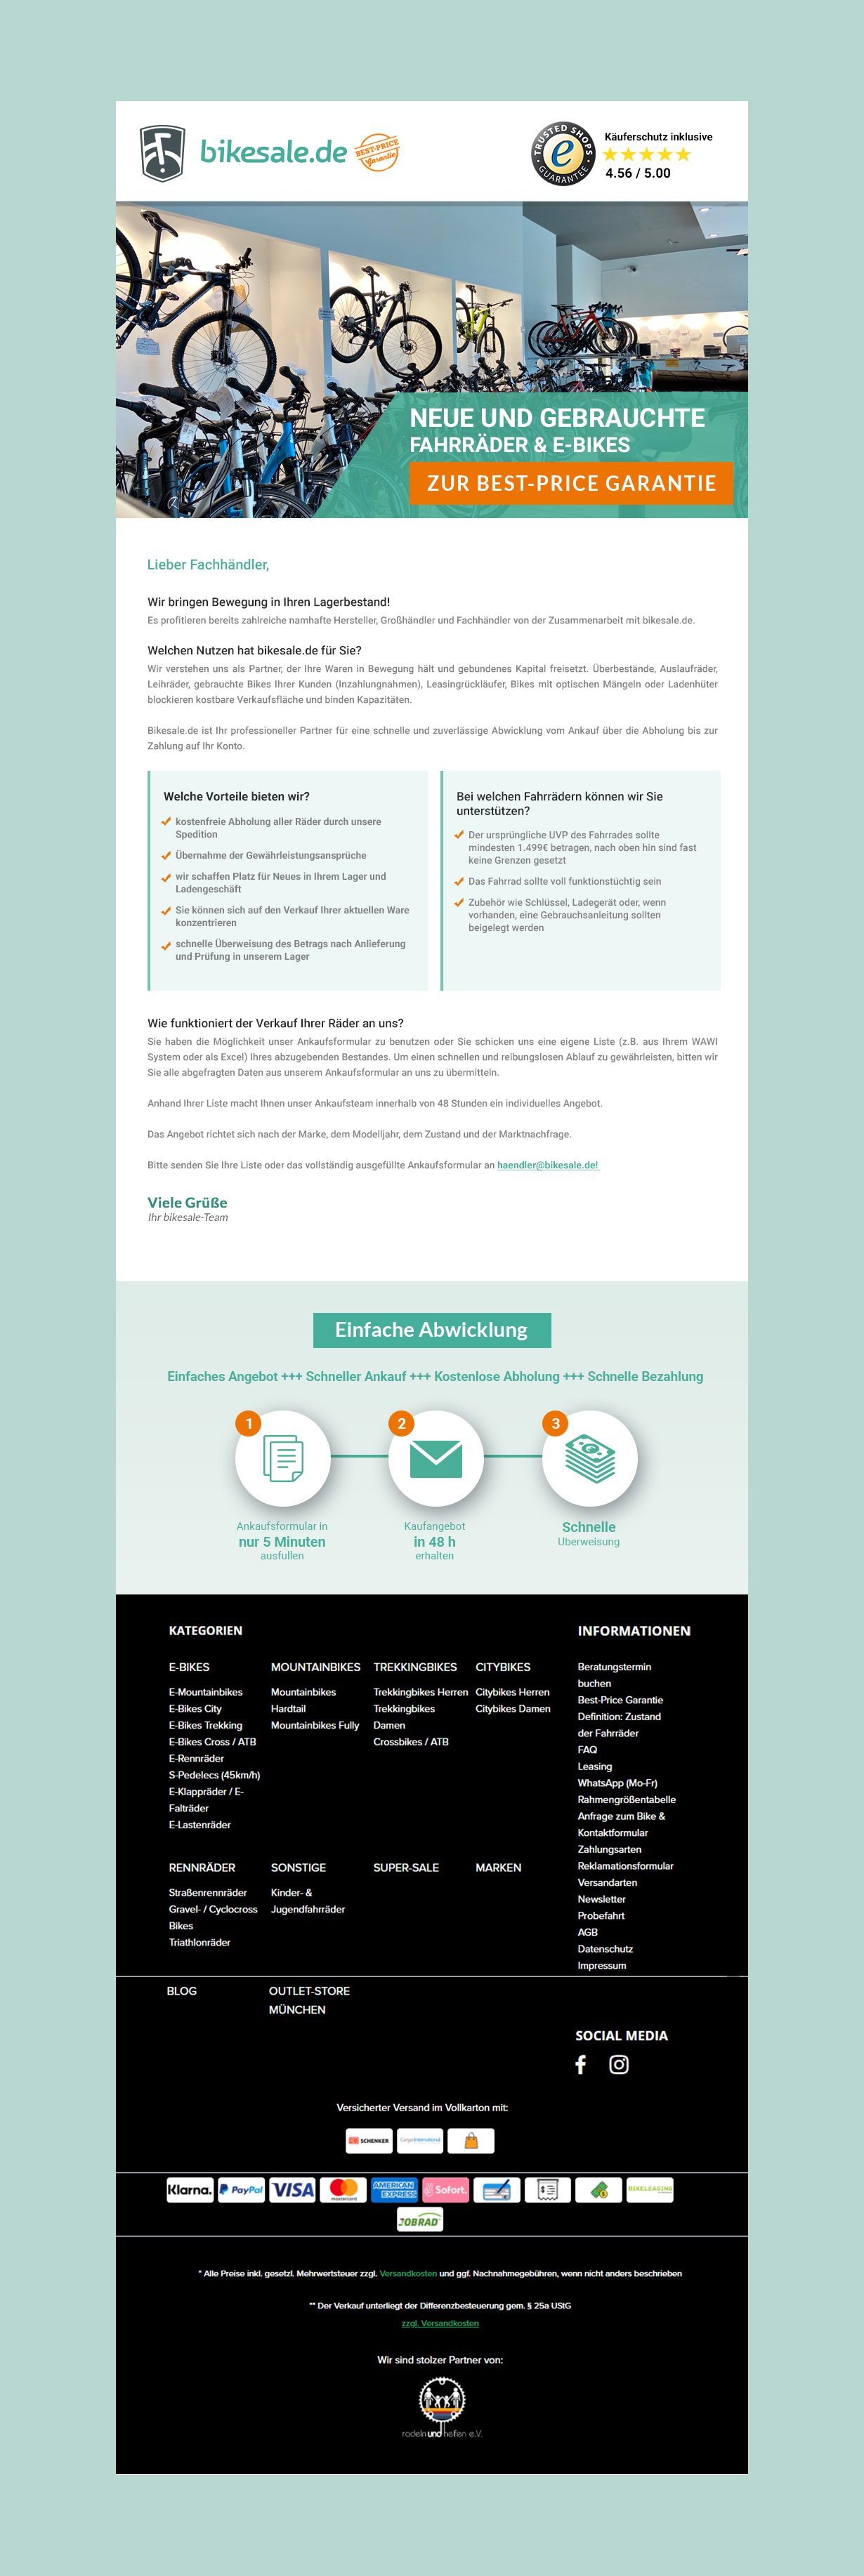 bikesale.de
BEST-PRICE
Garantie
TRUSTED SHOPS
GUARANTEE
Käuferschutz inklusive
4.56 / 5.00
NEUE UND GEBRAUCHTE
FAHRRÄDER & E-BIKES
ZUR BEST-PRICE GARANTIE
Lieber Fachhändler,
Wir bringen Bewegung in Ihren Lagerbestand!
Es profitieren bereits zahlreiche namhafte Hersteller, Großhändler und Fachhändler von der Zusammenarbeit mit bikesale.de.
Welchen Nutzen hat bikesale.de für Sie?
Wir verstehen uns als Partner, der Ihre Waren in Bewegung hält und gebundenes Kapital freisetzt. Überbestände, Auslaufräder,
Leihräder, gebrauchte Bikes Ihrer Kunden (Inzahlungnahmen), Leasingrückläufer, Bikes mit optischen Mängeln oder Ladenhüter
blockieren kostbare Verkaufsfläche und binden Kapazitäten.
Bikesale.de ist Ihr professioneller Partner für eine schnelle und zuverlässige Abwicklung vom Ankauf über die Abholung bis zur
Zahlung auf Ihr Konto.
Welche Vorteile bieten wir?
kostenfreie Abholung aller Räder durch unsere
Spedition
Übernahme der Gewährleistungsansprüche
wir schaffen Platz für Neues in Ihrem Lager und
Ladengeschäft
Sie können sich auf den Verkauf Ihrer aktuellen Ware
konzentrieren
schnelle Überweisung des Betrags nach Anlieferung
und Prüfung in unserem Lager
Bei welchen Fahrrädern können wir Sie
unterstützen?
Der ursprüngliche UVP des Fahrrades sollte
mindesten 1.499€ betragen, nach oben hin sind fast
keine Grenzen gesetzt
Das Fahrrad sollte voll funktionstüchtig sein
Zubehör wie Schlüssel, Ladegerät oder, wenn
vorhanden, eine Gebrauchsanleitung sollten
beigelegt werden
Wie funktioniert der Verkauf Ihrer Räder an uns?
Sie haben die Möglichkeit unser Ankaufsformular zu benutzen oder Sie schicken uns eine eigene Liste (z.B. aus Ihrem WAWI
System oder als Excel) Ihres abzugebenden Bestandes. Um einen schnellen und reibungslosen Ablauf zu gewährleisten, bitten wir
Sie alle abgefragten Daten aus unserem Ankaufsformular an uns zu übermitteln.
Anhand Ihrer Liste macht Ihnen unser Ankaufsteam innerhalb von 48 Stunden ein individuelles Angebot.
Das Angebot richtet sich nach der Marke, dem Modelljahr, dem Zustand und der Marktnachfrage.
Bitte senden Sie Ihre Liste oder das vollständig ausgefüllte Ankaufsformular an haendler@bikesale.de!
Viele Grüße
Ihr bikesale-Team
Einfache Abwicklung
Einfaches Angebot +++ Schneller Ankauf +++ Kostenlose Abholung +++ Schnelle Bezahlung
1
2
3
Ankaufsformular in
nur 5 Minuten
ausfullen
Kaufangebot
in 48 h
erhalten
Schnelle
Uberweisung
KATEGORIEN
E-BIKES
E-Mountainbikes
E-Bikes City
E-Bikes Trekking
E-Bikes Cross / ATB
E-Rennräder
S-Pedelecs (45km/h)
E-Klappräder / E-
Falträder
E-Lastenräder
MOUNTAINBIKES
Mountainbikes
Hardtail
Mountainbikes Fully
TREKKINGBIKES
Trekkingbikes Herren
Trekkingbikes
Damen
Crossbikes / ATB
CITYBIKES
Citybikes Herren
Citybikes Damen
RENNRÄDER
Straßenrennräder
Gravel- / Cyclocross
Bikes
Triathlonräder
SONSTIGE
Kinder- &
Jugendfahrräder
SUPER-SALE
MARKEN
INFORMATIONEN
Beratungstermin
buchen
Best-Price Garantie
Definition: Zustand
der Fahrräder
FAQ
Leasing
WhatsApp (Mo-Fr)
Rahmengrößentabelle
Anfrage zum Bike &
Kontaktformular
Zahlungsarten
Reklamationsformular
Versandarten
Newsletter
Probefahrt
AGB
Datenschutz
Impressum
BLOG
OUTLET-STORE
MÜNCHEN
SOCIAL MEDIA
Versicherter Versand im Vollkarton mit:
DB SCHENKER
Cargointernational
Klarna.
PayPal
VISA
mastercard
AMERICAN
EXPRESS
Sofort.
BIKELEASING
JOBRAD
* Alle Preise inkl. gesetzl. Mehrwertsteuer zzgl. Versandkosten und ggf. Nachnahmegebühren, wenn nicht anders beschrieben
** Der Verkauf unterliegt der Differenzbesteuerung gem. § 25a UStG
zzgl. Versandkosten
Wir sind stolzer Partner von:
radeln und helfen e.V.